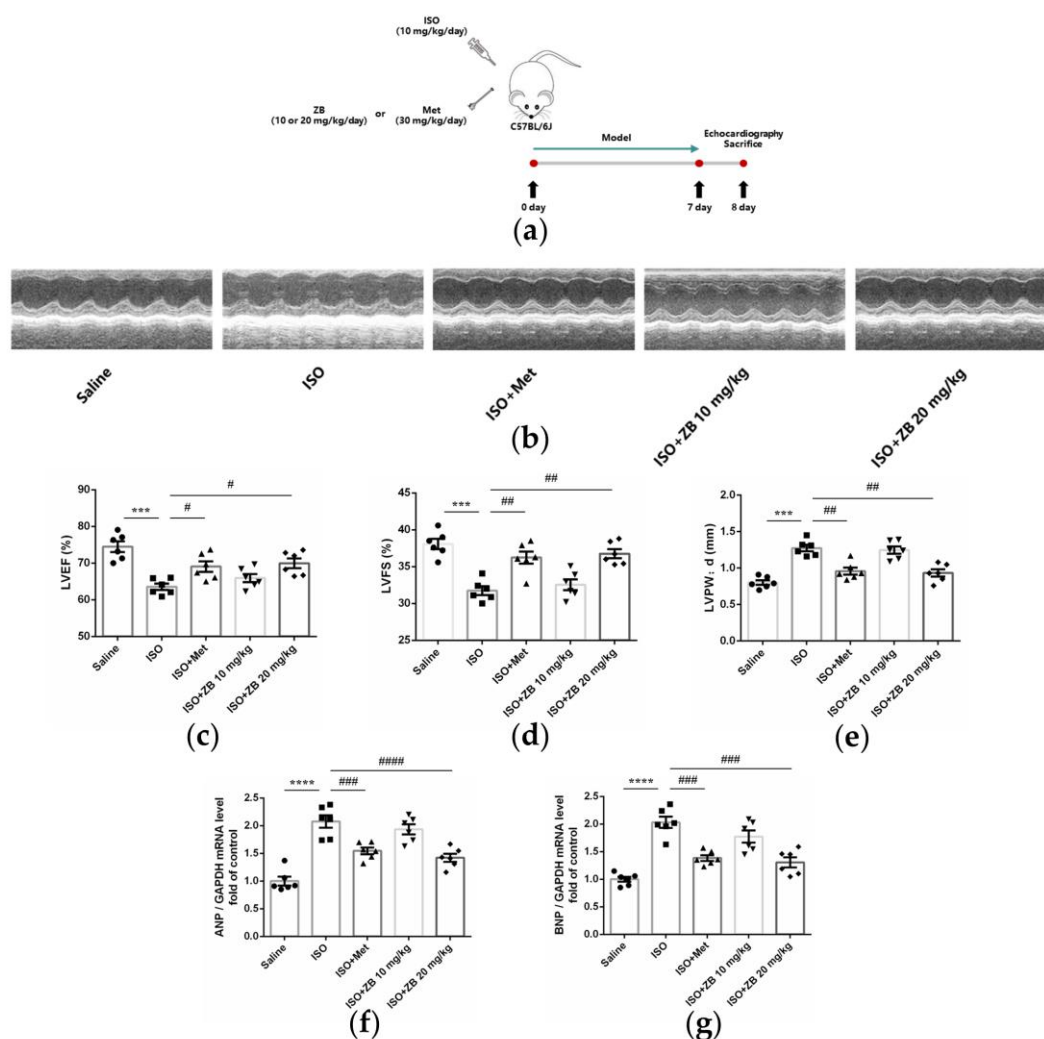 ISO
(10 mg/kg/day)
ZB
(10 or 20 mg/kg/day)
or
Met
(30 mg/kg/day)
C57BL/6J
Model
Echocardiography
Sacrifice
0 day
7 day
8 day
(a)
Saline
ISO
ISO+Met
ISO+ZB 10 mg/kg
ISO+ZB 20 mg/kg
(b)
LVEF (%)
80
70
60
50
***
#
#
Saline
ISO
ISO+Met
ISO+ZB 10 mg/kg
ISO+ZB 20 mg/kg
(c)
LVFS (%)
45
40
35
30
25
***
##
##
Saline
ISO
ISO+Met
ISO+ZB 10 mg/kg
ISO+ZB 20 mg/kg
(d)
LVPW; d (mm)
2.0
1.5
1.0
0.5
0.0
***
##
##
Saline
ISO
ISO+Met
ISO+ZB 10 mg/kg
ISO+ZB 20 mg/kg
(e)
ANP / GAPDH mRNA level
fold of control
2.5
2.0
1.5
1.0
0.5
0.0
****
###
####
Saline
ISO
ISO+Met
ISO+ZB 10 mg/kg
ISO+ZB 20 mg/kg
(f)
BNP / GAPDH mRNA level
fold of control
2.5
2.0
1.5
1.0
0.5
0.0
****
###
###
Saline
ISO
ISO+Met
ISO+ZB 10 mg/kg
ISO+ZB 20 mg/kg
(g)